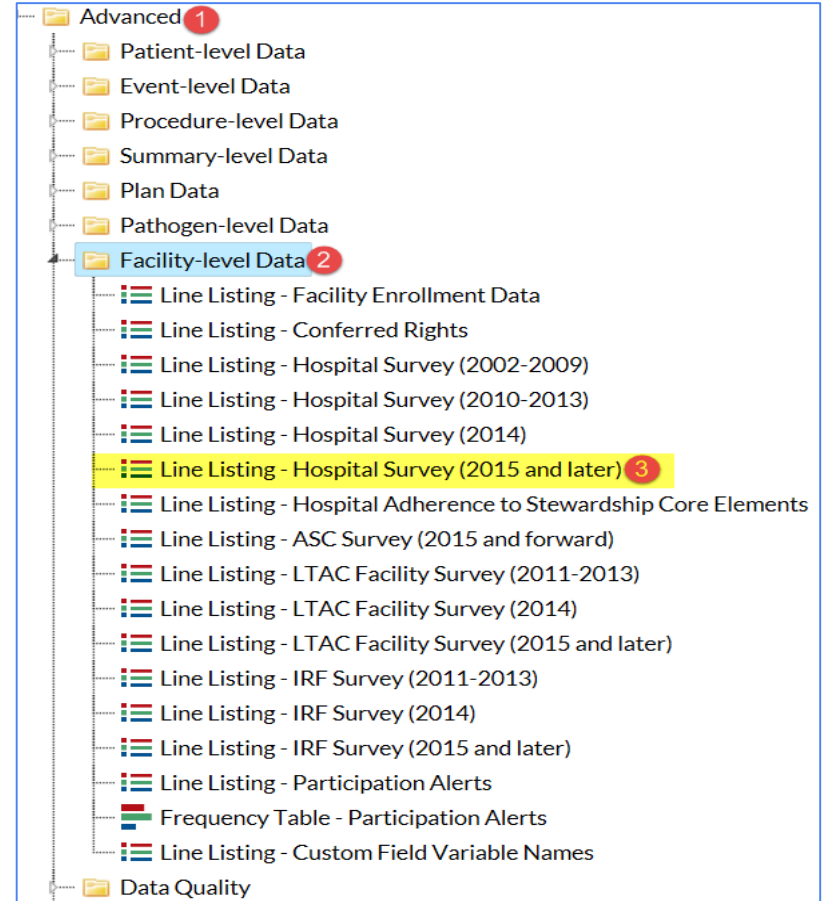 Advanced 1
Patient-level Data
Event-level Data
Procedure-level Data
Summary-level Data
Plan Data
Pathogen-level Data
Facility-level Data 2
Line Listing - Facility Enrollment Data
Line Listing - Conferred Rights
Line Listing - Hospital Survey (2002-2009)
Line Listing - Hospital Survey (2010-2013)
Line Listing - Hospital Survey (2014)
Line Listing - Hospital Survey (2015 and later) 3
Line Listing - Hospital Adherence to Stewardship Core Elements
Line Listing - ASC Survey (2015 and forward)
Line Listing - LTAC Facility Survey (2011-2013)
Line Listing - LTAC Facility Survey (2014)
Line Listing - LTAC Facility Survey (2015 and later)
Line Listing - IRF Survey (2011-2013)
Line Listing - IRF Survey (2014)
Line Listing - IRF Survey (2015 and later)
Line Listing - Participation Alerts
Frequency Table - Participation Alerts
Line Listing - Custom Field Variable Names
Data Quality